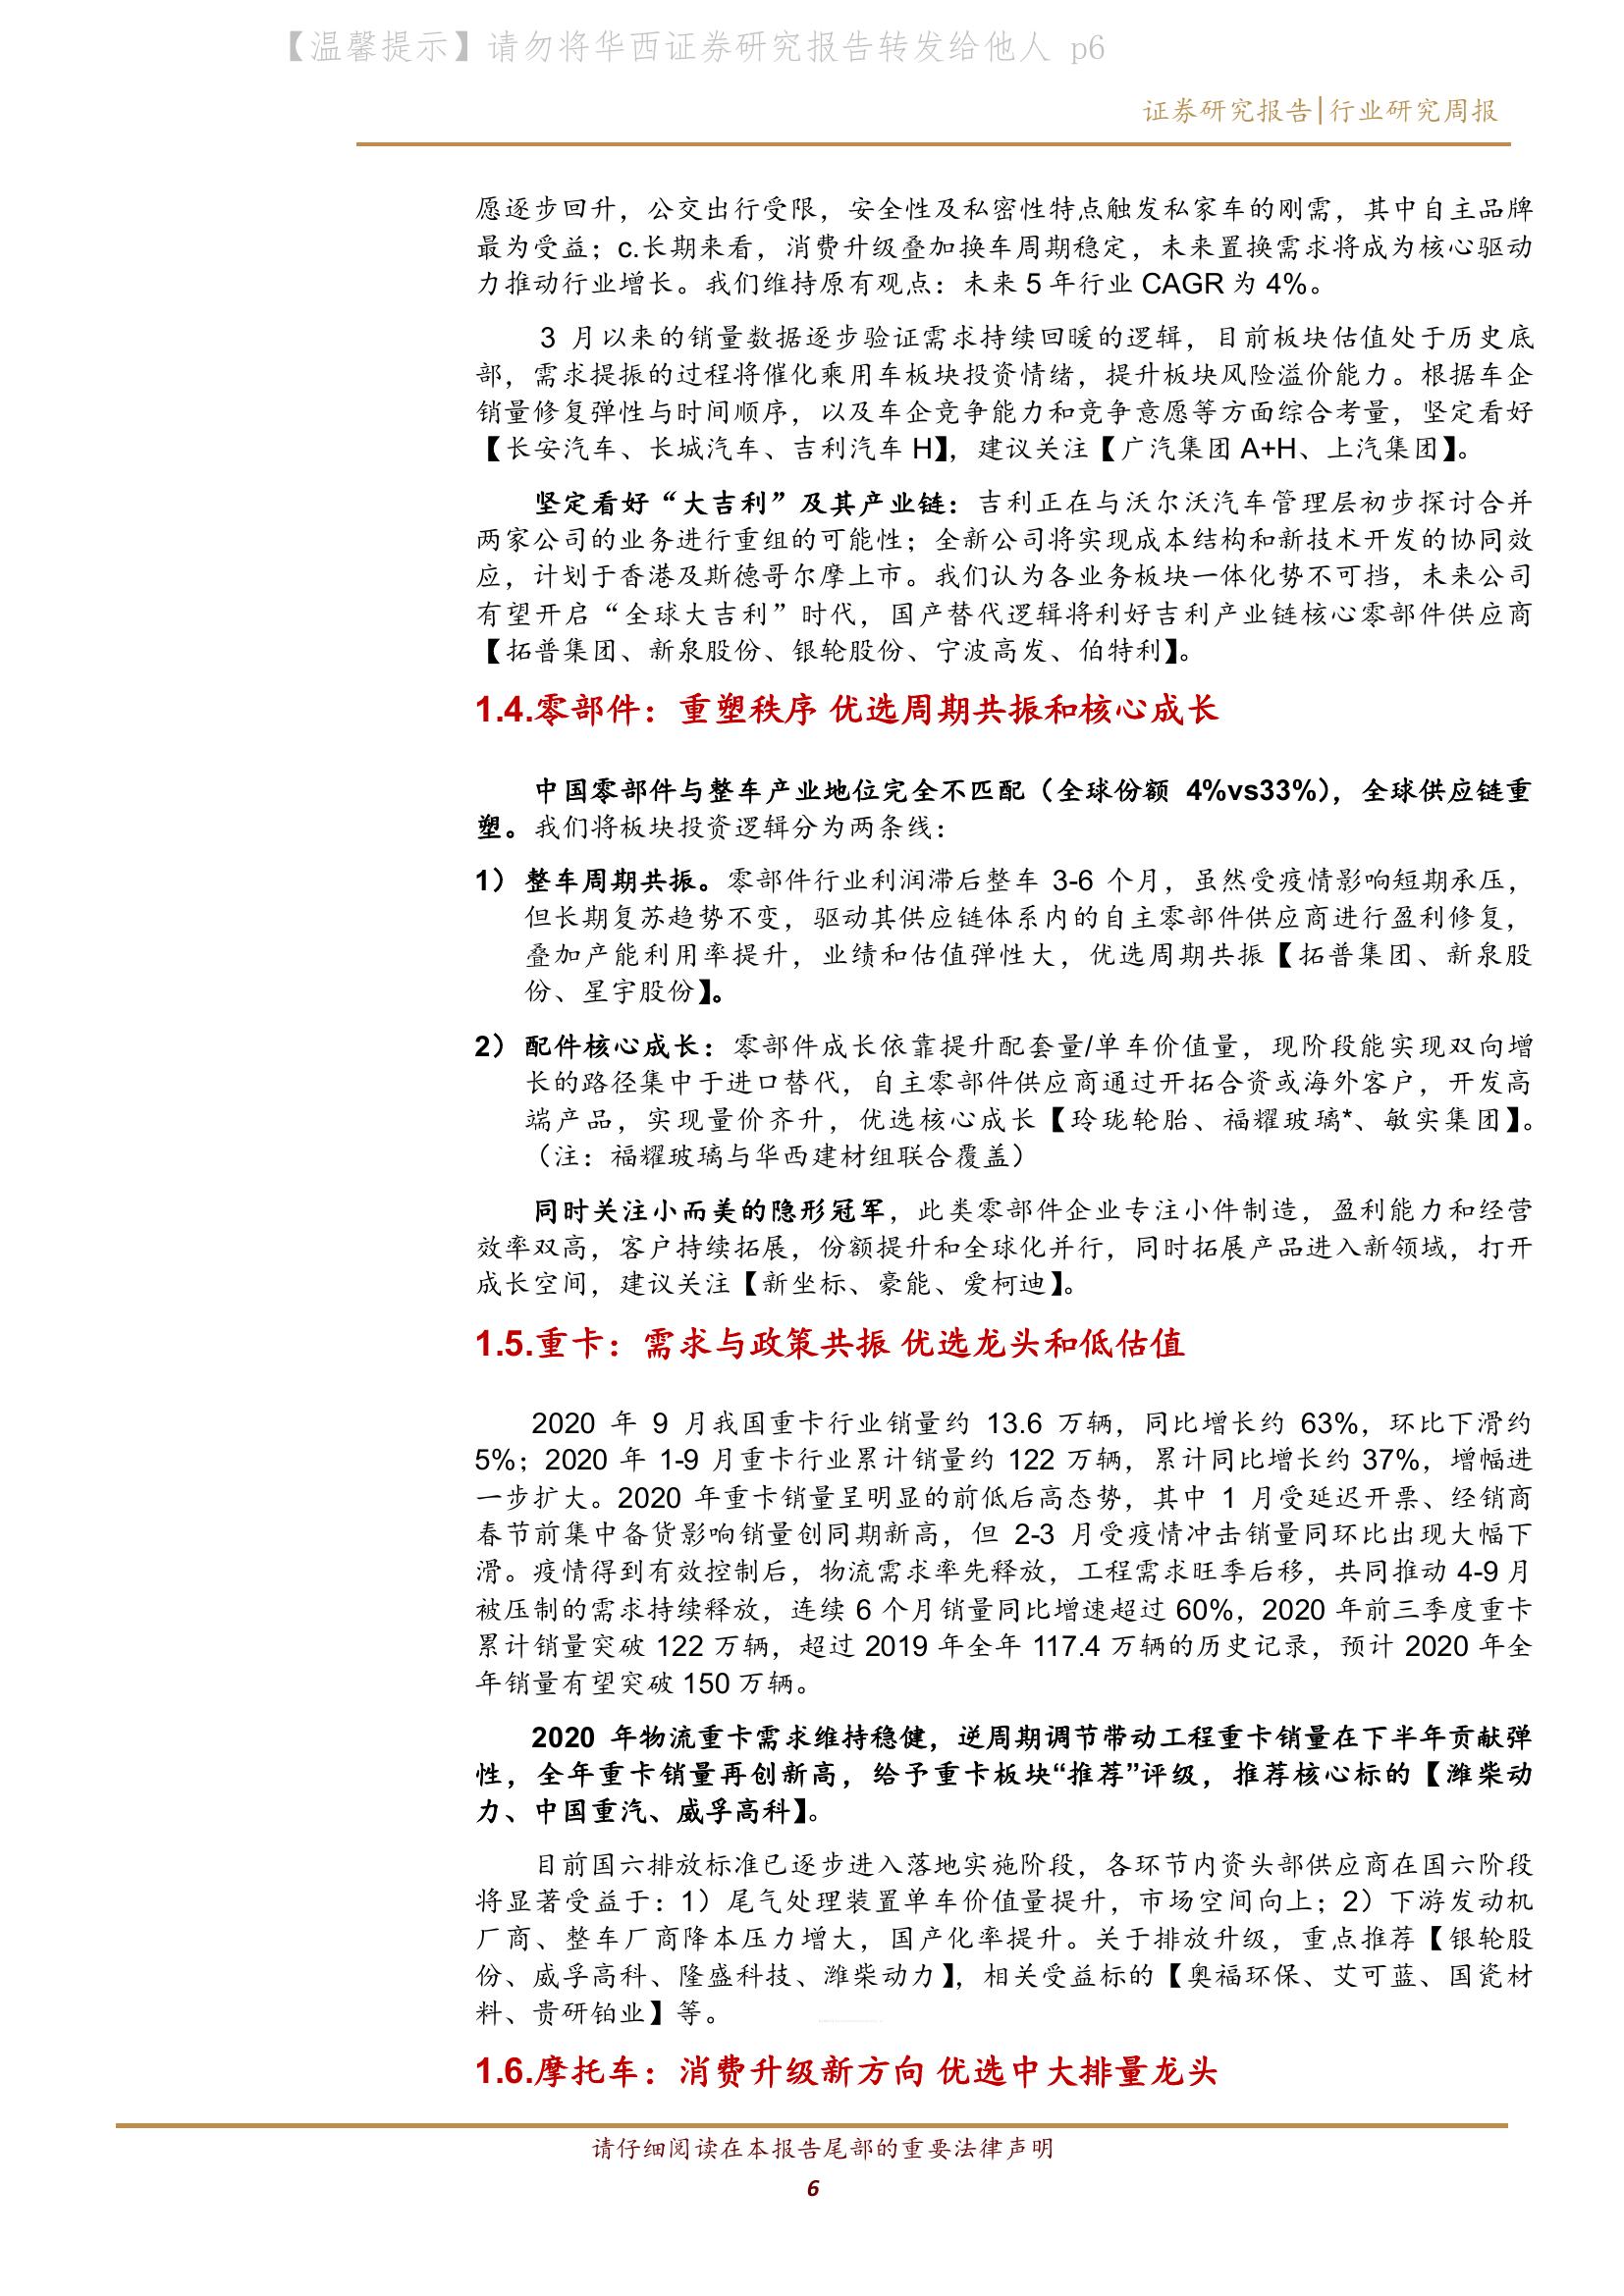 【温馨提示】请勿将华西证券研究报告转发给他人 p6
证券研究报告|行业研究周报
愿逐步回升，公交出行受限，安全性及私密性特点触发私家车的刚需，其中自主品牌
最为受益；c.长期来看，消费升级叠加换车周期稳定，未来置换需求将成为核心驱动
力推动行业增长。我们维持原有观点：未来 5 年行业 CAGR 为 4%。
3 月以来的销量数据逐步验证需求持续回暖的逻辑，目前板块估值处于历史底
部，需求提振的过程将催化乘用车板块投资情绪，提升板块风险溢价能力。根据车企
销量修复弹性与时间顺序，以及车企竞争能力和竞争意愿等方面综合考量，坚定看好
【长安汽车、长城汽车、吉利汽车 H】，建议关注【广汽集团 A+H、上汽集团】。
坚定看好“大吉利”及其产业链：吉利正在与沃尔沃汽车管理层初步探讨合并
两家公司的业务进行重组的可能性；全新公司将实现成本结构和新技术开发的协同效
应，计划于香港及斯德哥尔摩上市。我们认为各业务板块一体化势不可挡，未来公司
有望开启“全球大吉利”时代，国产替代逻辑将利好吉利产业链核心零部件供应商
【拓普集团、新泉股份、银轮股份、宁波高发、伯特利】。
1.4.零部件：重塑秩序 优选周期共振和核心成长
中国零部件与整车产业地位完全不匹配（全球份额 4%vs33%），全球供应链重
塑。我们将板块投资逻辑分为两条线：
1） 整车周期共振。零部件行业利润滞后整车 3-6 个月，虽然受疫情影响短期承压，
但长期复苏趋势不变，驱动其供应链体系内的自主零部件供应商进行盈利修复，
叠加产能利用率提升，业绩和估值弹性大，优选周期共振【拓普集团、新泉股
份、星宇股份】。
2） 配件核心成长：零部件成长依靠提升配套量/单车价值量，现阶段能实现双向增
长的路径集中于进口替代，自主零部件供应商通过开拓合资或海外客户，开发高
端产品，实现量价齐升，优选核心成长【玲珑轮胎、福耀玻璃*、敏实集团】。
（注：福耀玻璃与华西建材组联合覆盖）
同时关注小而美的隐形冠军，此类零部件企业专注小件制造，盈利能力和经营
效率双高，客户持续拓展，份额提升和全球化并行，同时拓展产品进入新领域，打开
成长空间，建议关注【新坐标、豪能、爱柯迪】。
1.5.重卡：需求与政策共振 优选龙头和低估值
2020 年 9 月我国重卡行业销量约 13.6 万辆，同比增长约 63%，环比下滑约
5%；2020 年 1-9 月重卡行业累计销量约 122 万辆，累计同比增长约 37%，增幅进
一步扩大。2020 年重卡销量呈明显的前低后高态势，其中 1 月受延迟开票、经销商
春节前集中备货影响销量创同期新高，但 2-3 月受疫情冲击销量同环比出现大幅下
滑。疫情得到有效控制后，物流需求率先释放，工程需求旺季后移，共同推动 4-9 月
被压制的需求持续释放，连续 6 个月销量同比增速超过 60%，2020 年前三季度重卡
累计销量突破 122 万辆，超过 2019 年全年 117.4 万辆的历史记录，预计 2020 年全
年销量有望突破 150 万辆。
2020 年物流重卡需求维持稳健，逆周期调节带动工程重卡销量在下半年贡献弹
性，全年重卡销量再创新高，给予重卡板块“推荐”评级，推荐核心标的【潍柴动
力、中国重汽、威孚高科】。
目前国六排放标准已逐步进入落地实施阶段，各环节内资头部供应商在国六阶段
将显著受益于：1）尾气处理装置单车价值量提升，市场空间向上；2）下游发动机
厂商、整车厂商降本压力增大，国产化率提升。关于排放升级，重点推荐【银轮股
份、威孚高科、隆盛科技、潍柴动力】，相关受益标的【奥福环保、艾可蓝、国瓷材
料、贵研铂业】等。
1.6.摩托车：消费升级新方向 优选中大排量龙头
请仔细阅读在本报告尾部的重要法律声明
6